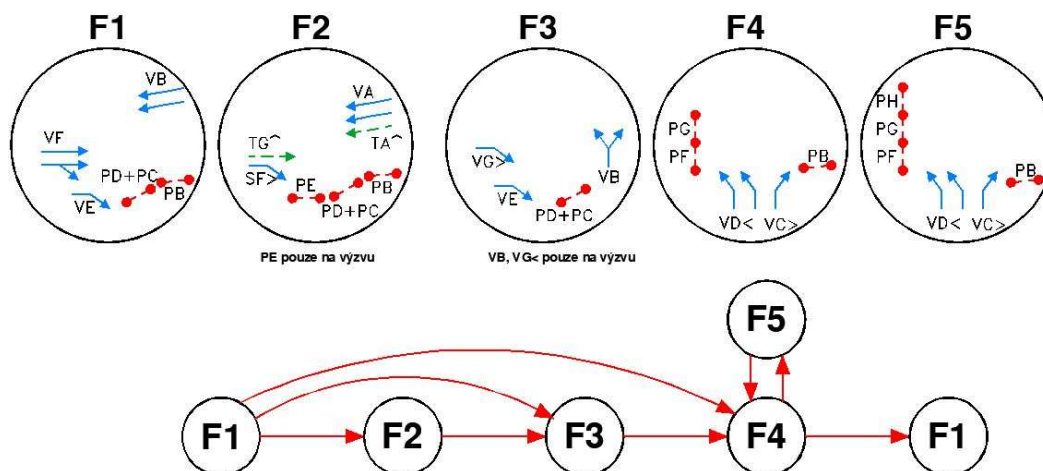 F1 F2 F3 F4 F5
VB
VF
PD+PC
VE
PB
VA
TG^
TA^
SF>
PE
PB
PD+PC
VG>
VE
VB
PD+PC
PG
PF
PB
VD< VC>
PH
PG
PF
PB
VD< VC>
PE pouze na výzvu
VB, VG< pouze na výzvu
F5
F1 F2 F3 F4 F1